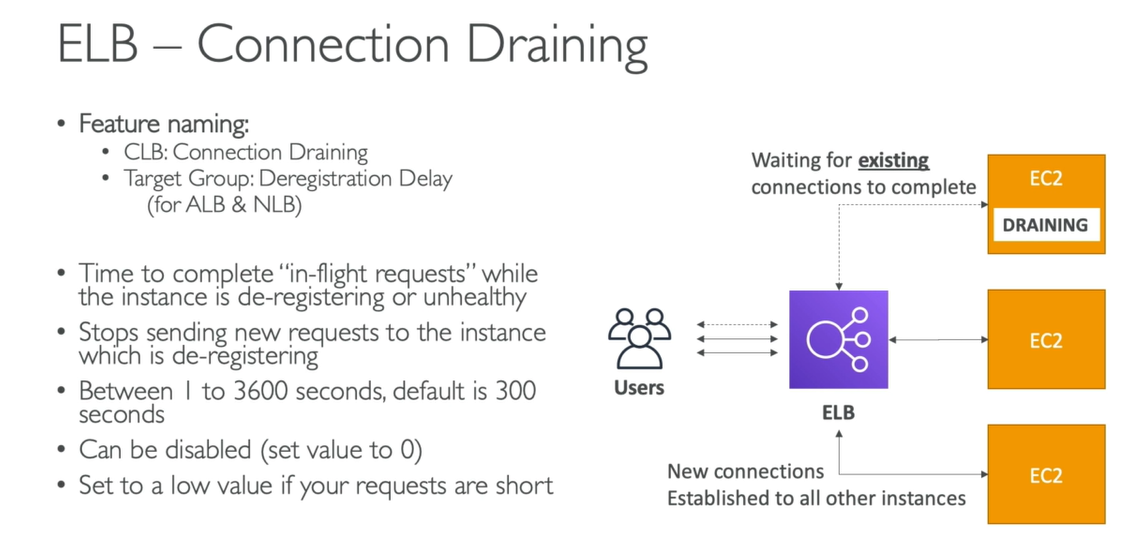 ELB – Connection Draining
• Feature naming:
• CLB: Connection Draining
• Target Group: Deregistration Delay
(for ALB & NLB)
• Time to complete “in-flight requests” while
the instance is de-registering or unhealthy
• Stops sending new requests to the instance
which is de-registering
• Between 1 to 3600 seconds, default is 300
seconds
• Can be disabled (set value to 0)
• Set to a low value if your requests are short
Waiting for existing
connections to complete
EC2
DRAINING
Users
ELB
EC2
New connections
Established to all other instances
EC2